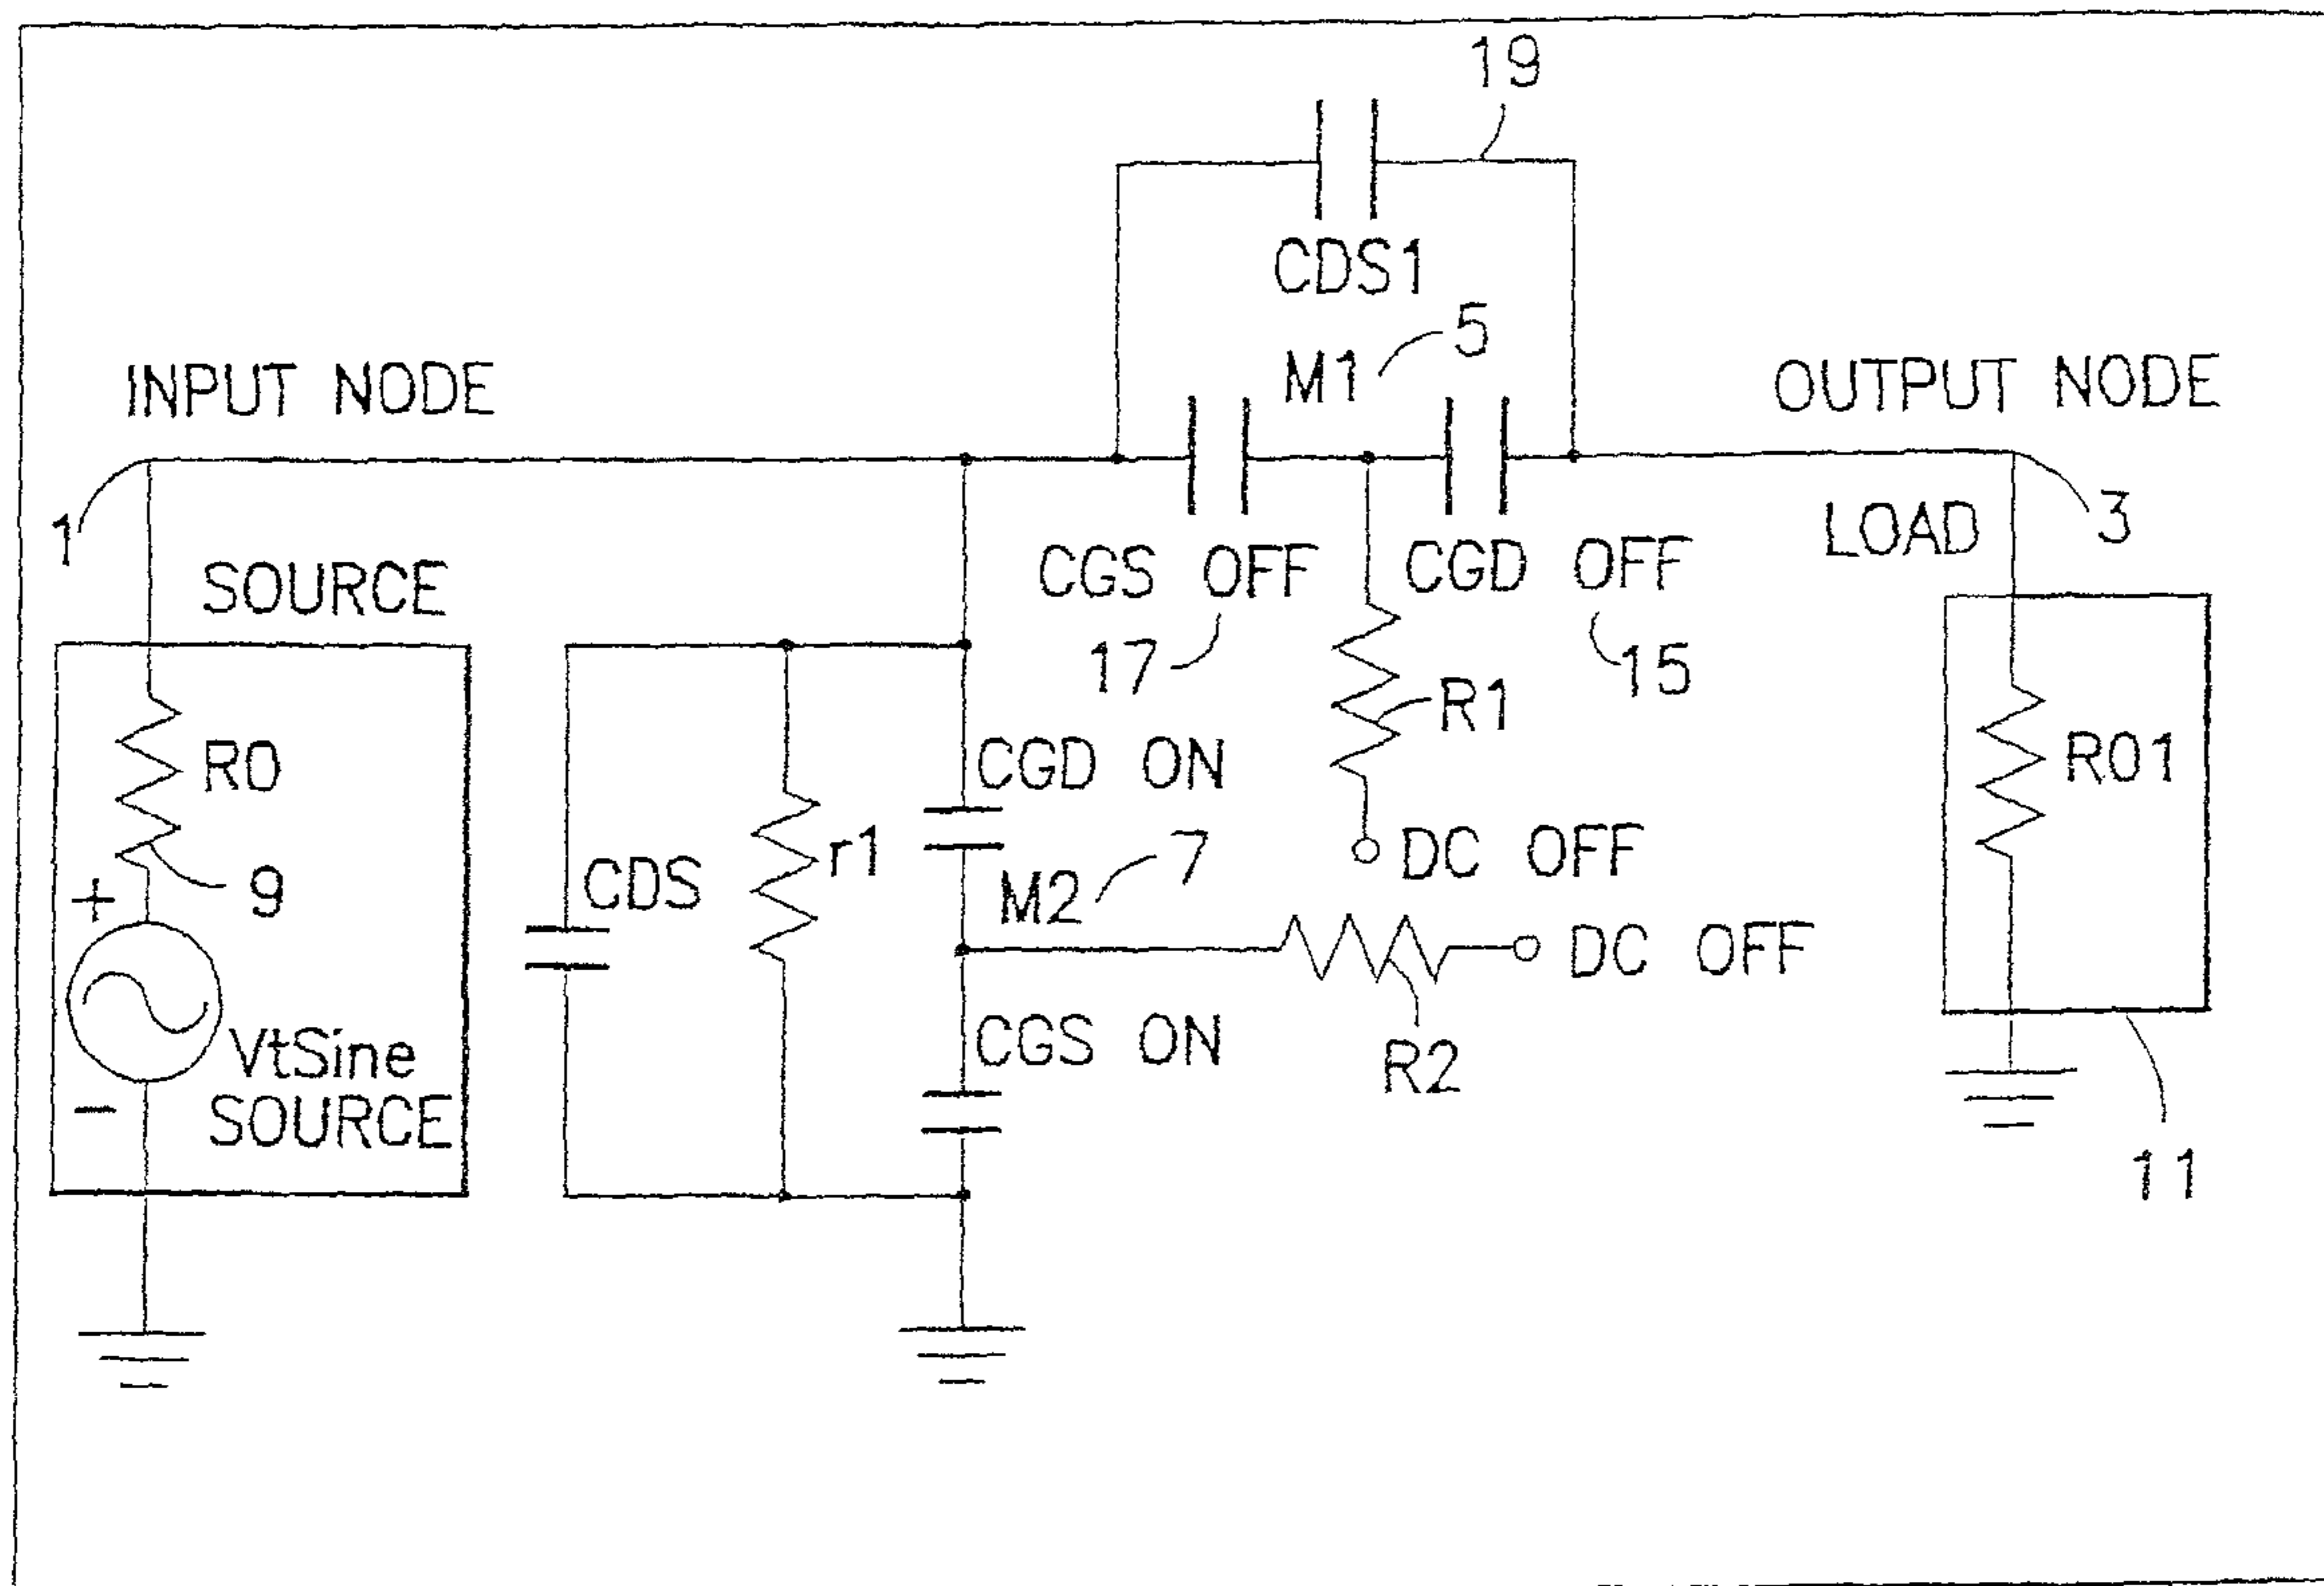 19
CDS1
M1
5
INPUT NODE
OUTPUT NODE
1
3
SOURCE
CGS OFF
17
CGD OFF
15
LOAD
R0
9
+
VtSine
SOURCE
-
CDS
r1
CGD ON
M2
7
CGS ON
R1
DC OFF
DC OFF
R2
R01
11